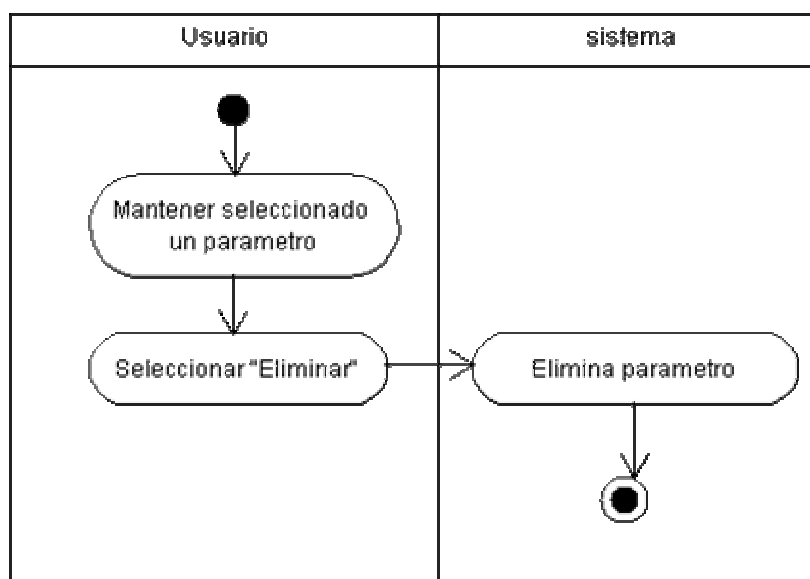 Usuario
sistema
Mantener seleccionado
un parametro
Seleccionar "Eliminar"
Elimina parametro